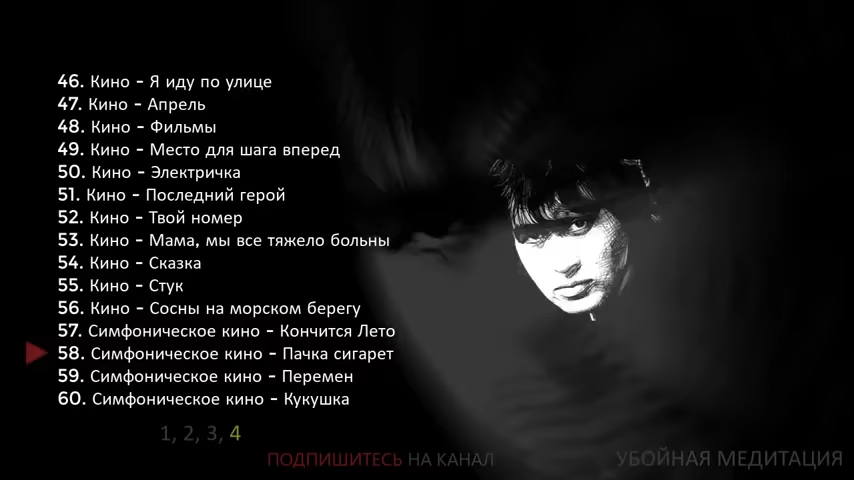 46. Кино - Я иду по улице
47. Кино - Апрель
48. Кино - Фильмы
49. Кино - Место для шага вперед
50. Кино - Электричка
51. Кино - Последний герой
52. Кино - Твой номер
53. Кино - Мама, мы все тяжело больны
54. Кино - Сказка
55. Кино - Стук
56. Кино - Сосны на морском берегу
57. Симфоническое кино - Кончится Лето
58. Симфоническое кино - Пачка сигарет
59. Симфоническое кино - Перемен
60. Симфоническое кино - Кукушка
1, 2, 3, 4
ПОДПИШИТЕСЬ НА КАНАЛ
УБОЙНАЯ МЕДИТАЦИЯ